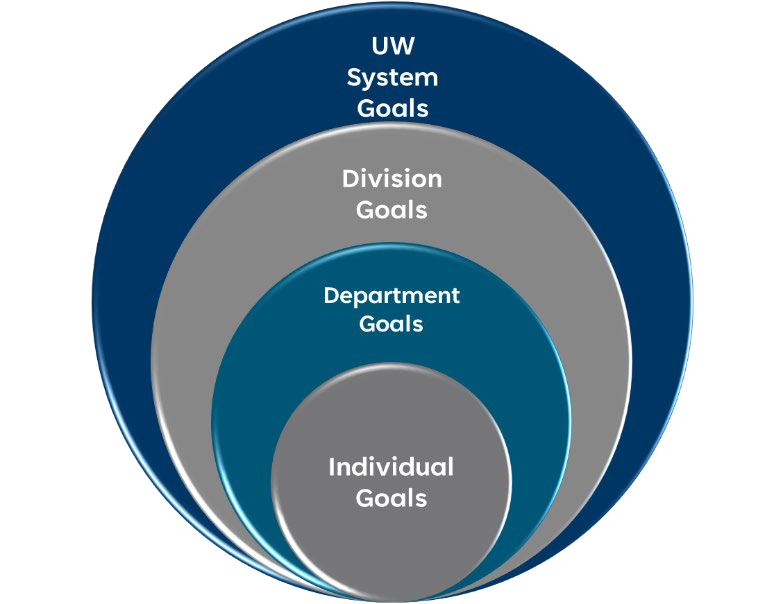 UW
System
Goals
Division
Goals
Department
Goals
Individual
Goals